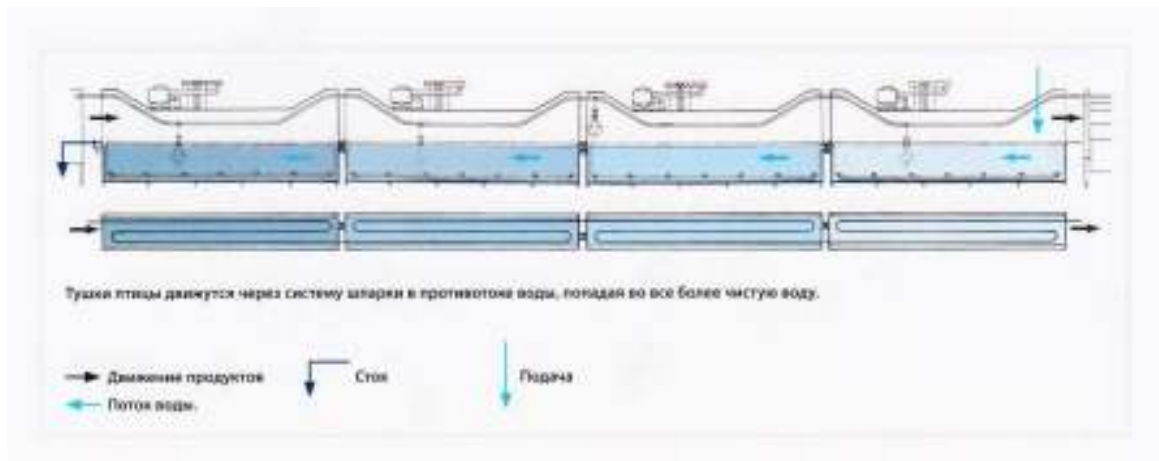 Тушки птицы движутся через систему шпарки в противотоке воды, попадая во все более чистую воду.
Движение продуктов
Сток
Подача
Поток воды.